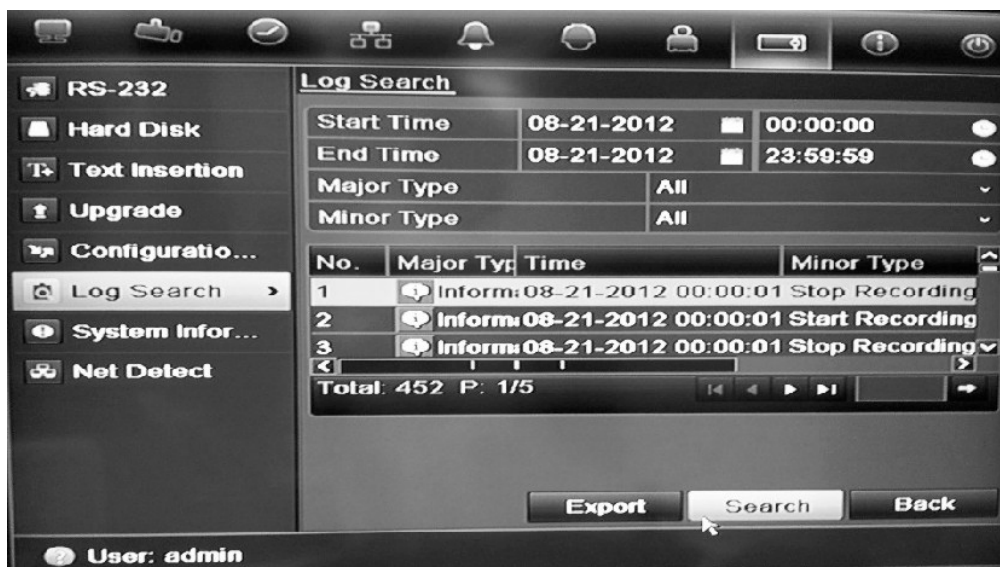 RS-232
Hard Disk
T+ Text Insertion
Upgrade
Configuratio...
Log Search >
System Infor...
Net Detect
Log Search
Start Time 08-21-2012 00:00:00
End Time 08-21-2012 23:59:59
Major Type All
Minor Type All
No. Major Typ Time Minor Type
1 Informa 08-21-2012 00:00:01 Stop Recording
2 Informa 08-21-2012 00:00:01 Start Recording
3 Informa 08-21-2012 00:00:01 Stop Recording
Total: 452 P: 1/5
Export Search Back
User: admin